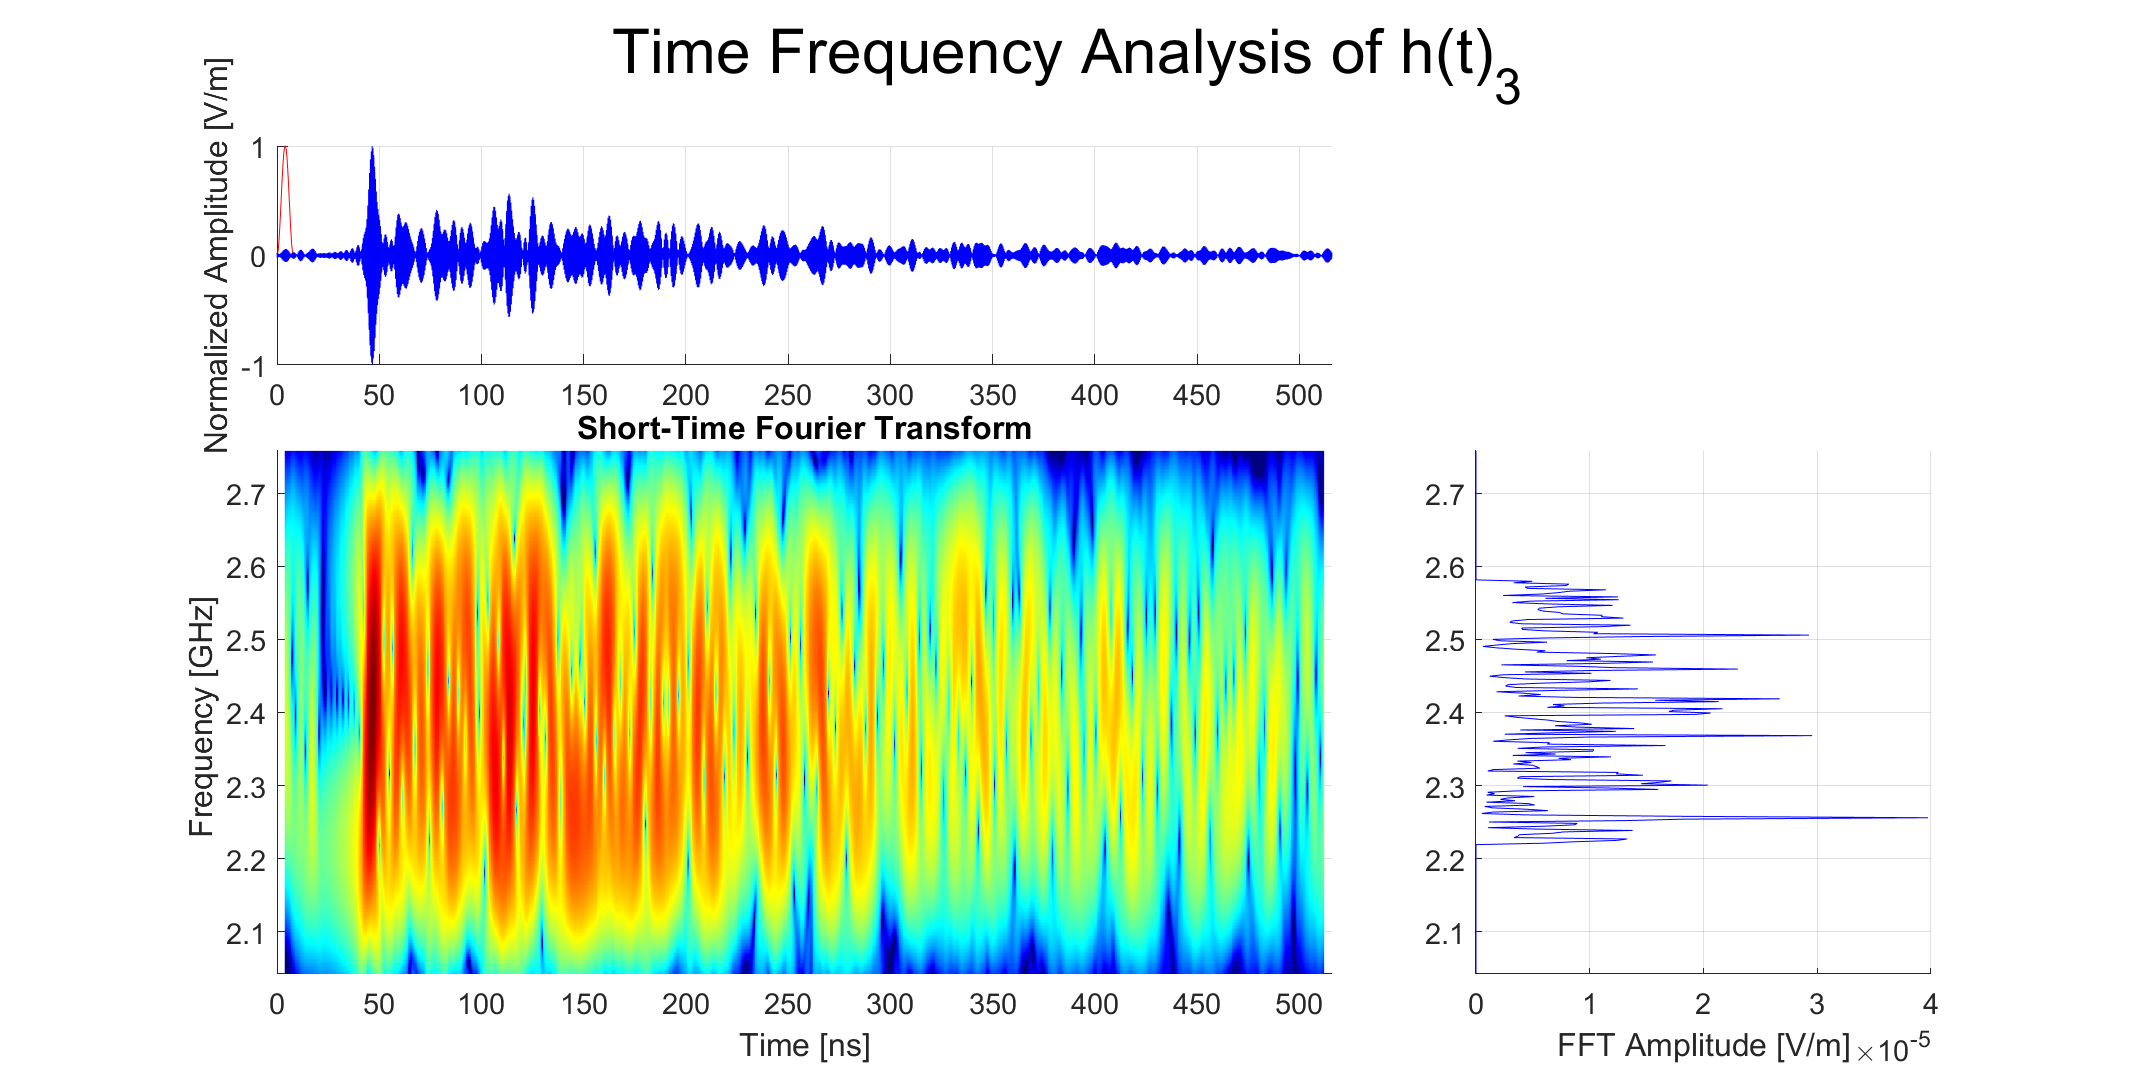 Time Frequency Analysis of h(t)3
Normalized Amplitude [V/m]
1
0
-1
0 50 100 150 200 250 300 350 400 450 500
Short-Time Fourier Transform
Frequency [GHz]
2.7
2.6
2.5
2.4
2.3
2.2
2.1
0 50 100 150 200 250 300 350 400 450 500
Time [ns]
2.7
2.6
2.5
2.4
2.3
2.2
2.1
0 1 2 3 4
FFT Amplitude [V/m] ×10-5